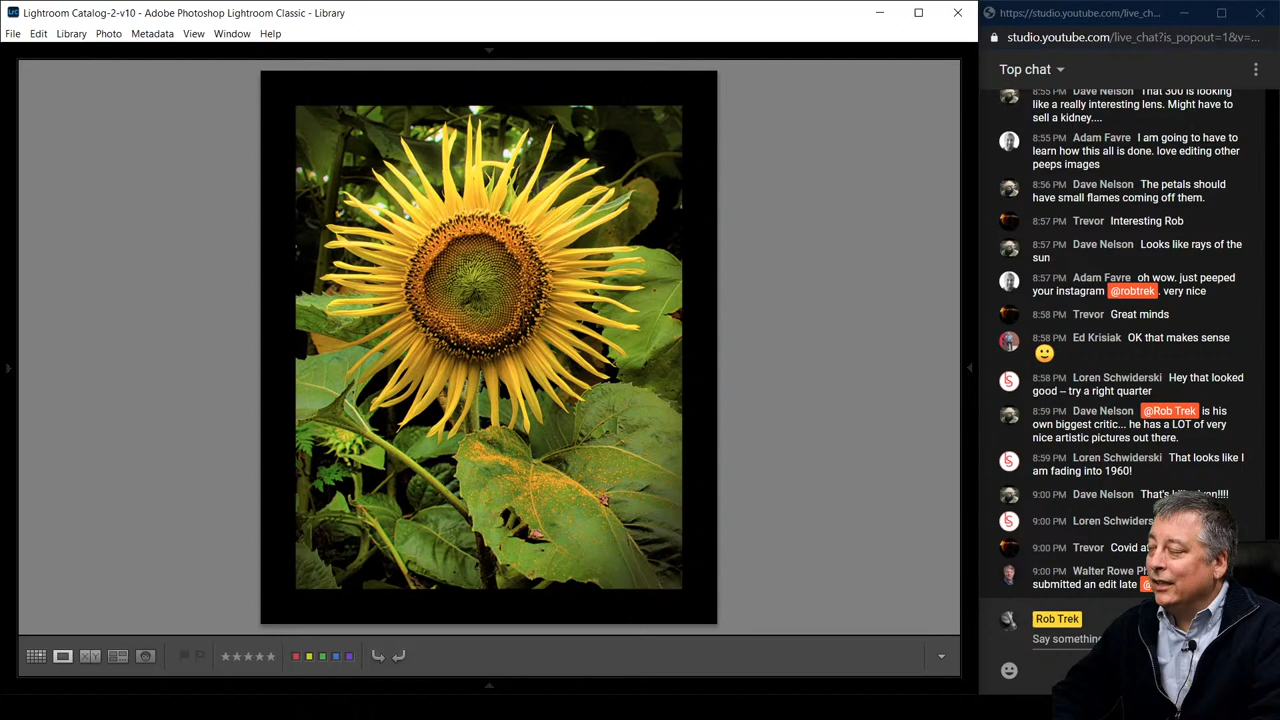 Lightroom Catalog-2-v10 - Adobe Photoshop Lightroom Classic - Library
File Edit Library Photo Metadata View Window Help
https://studio.youtube.com/live_ch...
studio.youtube.com/live_chat?is_popout=1&v=...
Top chat
8:55 PM Dave Nelson That 300 is looking
like a really interesting lens. Might have to
sell a kidney....
8:55 PM Adam Favre I am going to have to
learn how this all is done. love editing other
peeps images
8:56 PM Dave Nelson The petals should
have small flames coming off them.
8:57 PM Trevor Interesting Rob
8:57 PM Dave Nelson Looks like rays of the
sun
8:57 PM Adam Favre oh wow. just peeped
your instagram @robtrek . very nice
8:58 PM Trevor Great minds
8:58 PM Ed Krisiak OK that makes sense
8:58 PM Loren Schwiderski Hey that looked
good -- try a right quarter
8:59 PM Dave Nelson @Rob Trek is his
own biggest critic... he has a LOT of very
nice artistic pictures out there.
8:59 PM Loren Schwiderski That looks like I
am fading into 1960!
9:00 PM Dave Nelson That's
9:00 PM Loren
9:00 PM Trevor Covid
9:00 PM Walter Rowe
submitted an edit late
Rob Trek
Say something
X Y